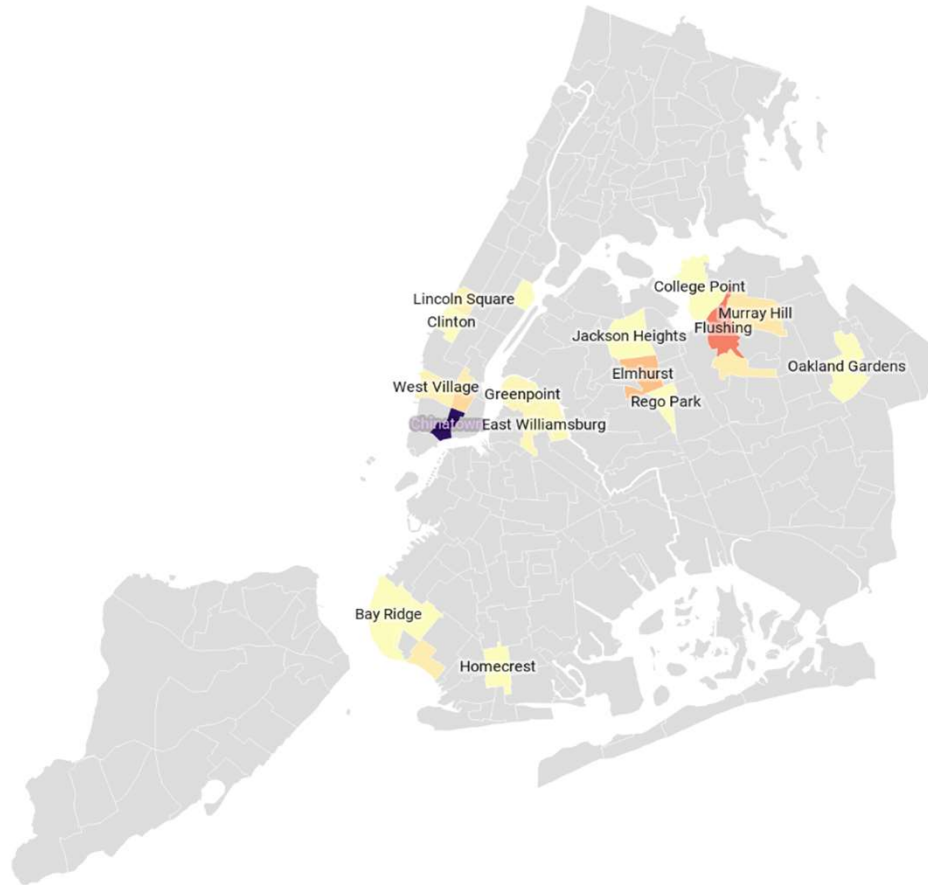 College Point
Lincoln Square
Murray Hill
Clinton
Flushing
Jackson Heights
Oakland Gardens
Elmhurst
West Village
Greenpoint
Rego Park
Chinatown
East Williamsburg
Bay Ridge
Homecrest